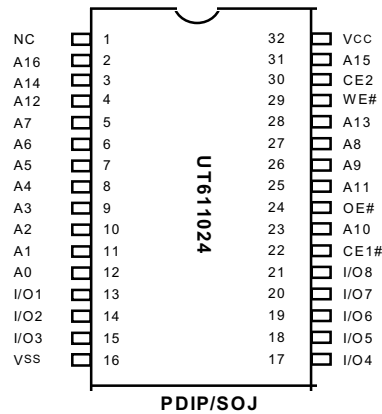 NC 1 32 Vcc
A16 2 31 A15
A14 3 30 CE2
A12 4 29 WE#
A7 5 28 A13
A6 6 27 A8
A5 7 26 A9
A4 8 25 A11
A3 9 24 OE#
A2 10 23 A10
A1 11 22 CE1#
A0 12 21 I/O8
I/O1 13 20 I/O7
I/O2 14 19 I/O6
I/O3 15 18 I/O5
Vss 16 17 I/O4
UT611024
PDIP/SOJ